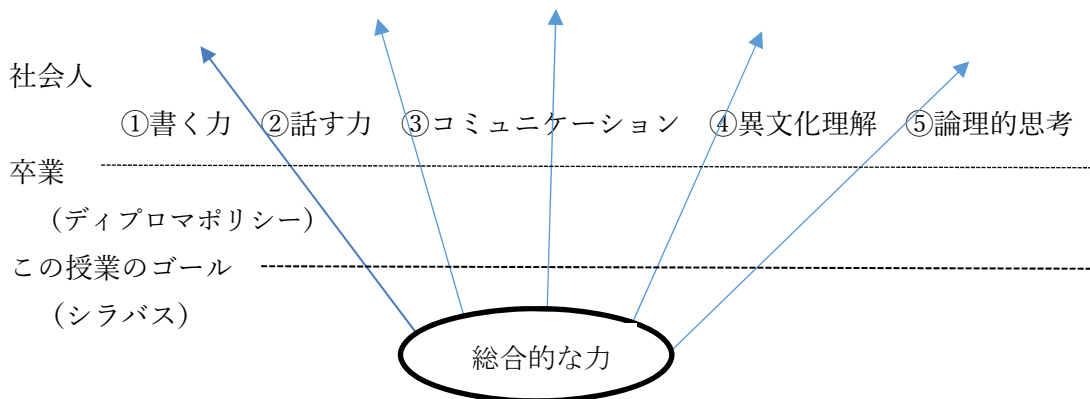 社会人
①書く力 ②話す力 ③コミュニケーション ④異文化理解 ⑤論理的思考
卒業
（ディプロマポリシー）
この授業のゴール
（シラバス）
総合的な力